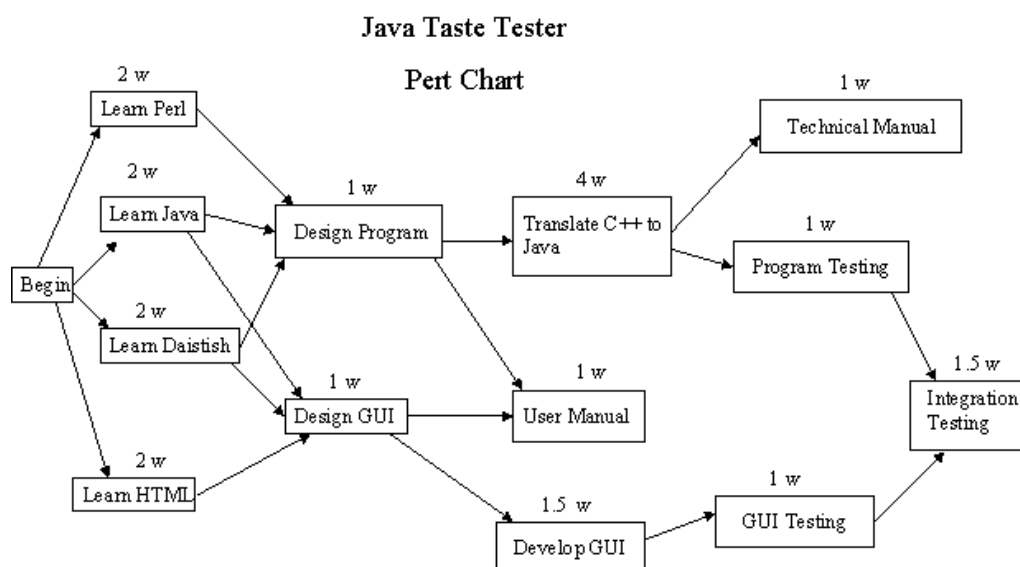 Java Taste Tester
Pert Chart
2 w
Learn Perl
1 w
Technical Manual
2 w
Learn Java
1 w
Design Program
4 w
Translate C++ to
Java
1 w
Program Testing
Begin
2 w
Learn Daistish
1 w
Design GUI
1 w
User Manual
1.5 w
Integration
Testing
2 w
Learn HTML
1.5 w
Develop GUI
1 w
GUI Testing